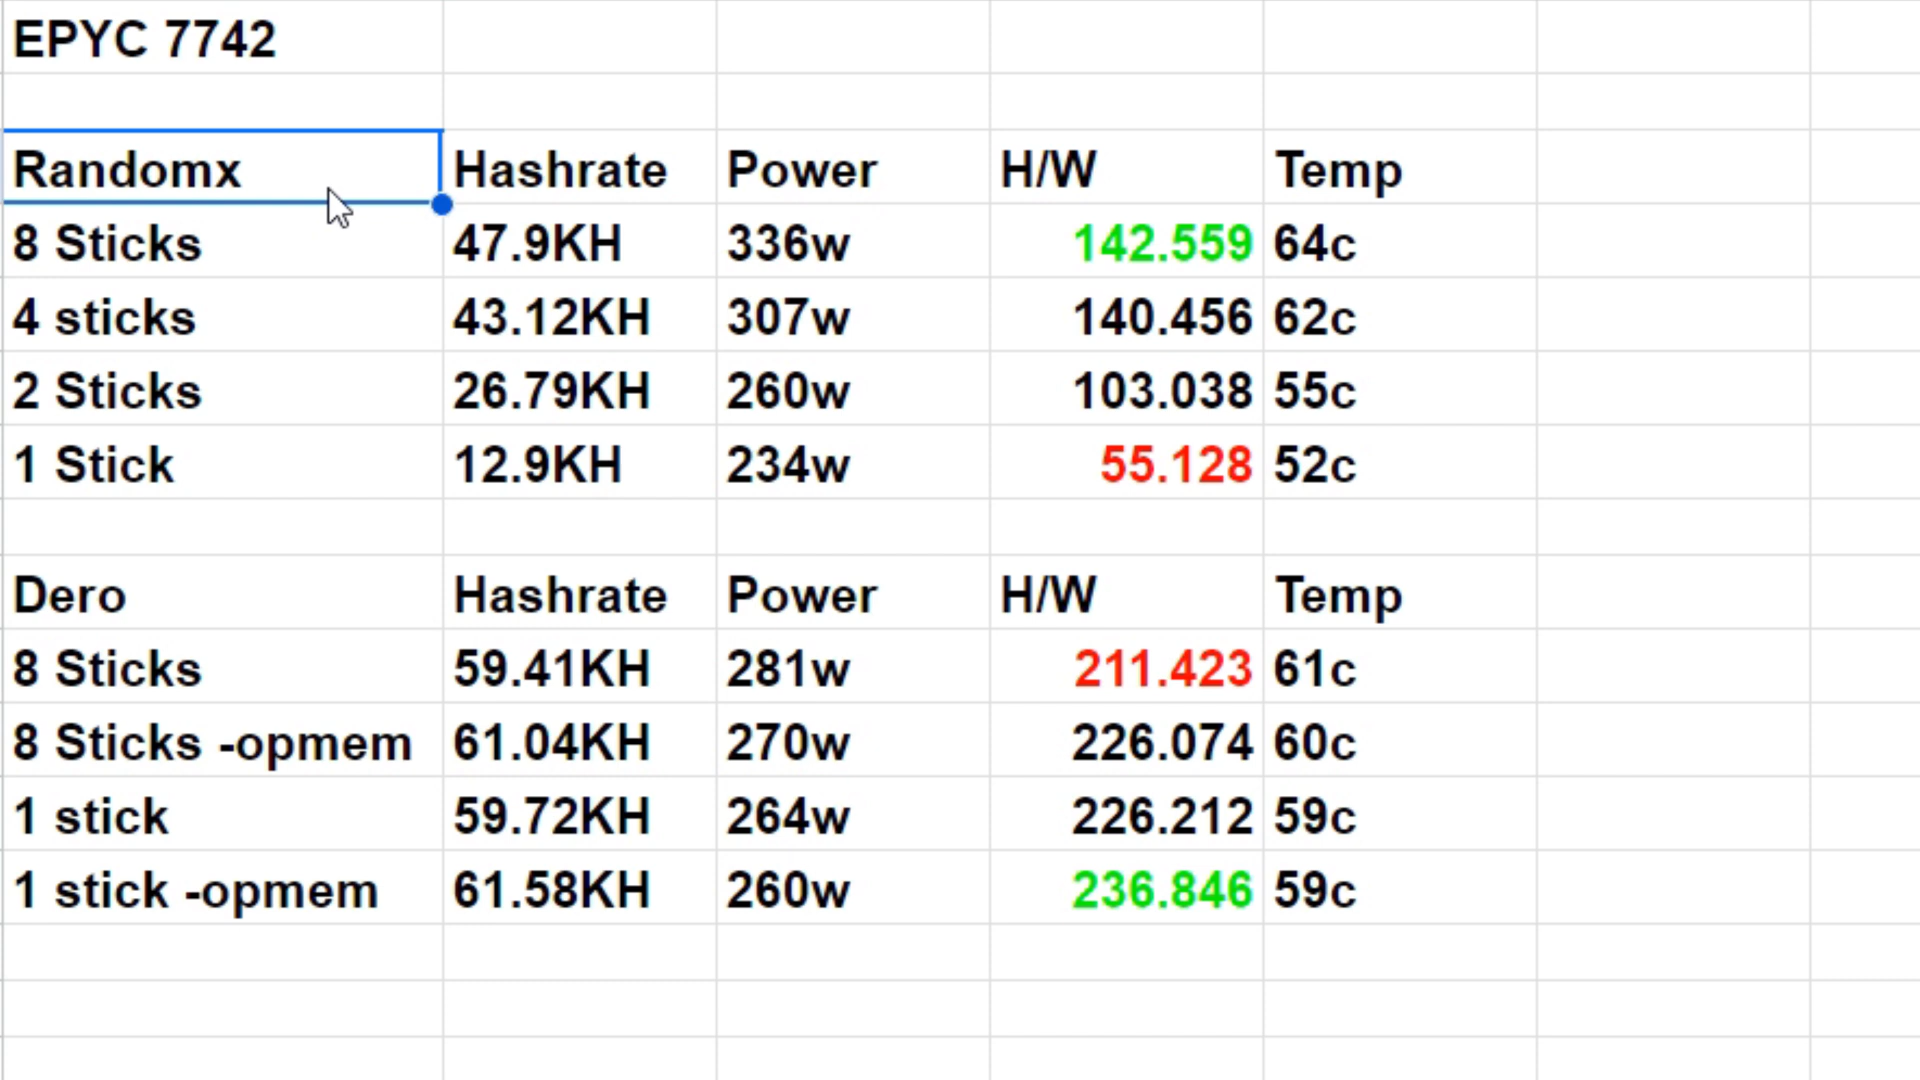 EPYC 7742
Randomx Hashrate Power H/W Temp
8 Sticks 47.9KH 336w 142.559 64c
4 sticks 43.12KH 307w 140.456 62c
2 Sticks 26.79KH 260w 103.038 55c
1 Stick 12.9KH 234w 55.128 52c
Dero Hashrate Power H/W Temp
8 Sticks 59.41KH 281w 211.423 61c
8 Sticks -opmem 61.04KH 270w 226.074 60c
1 stick 59.72KH 264w 226.212 59c
1 stick -opmem 61.58KH 260w 236.846 59c